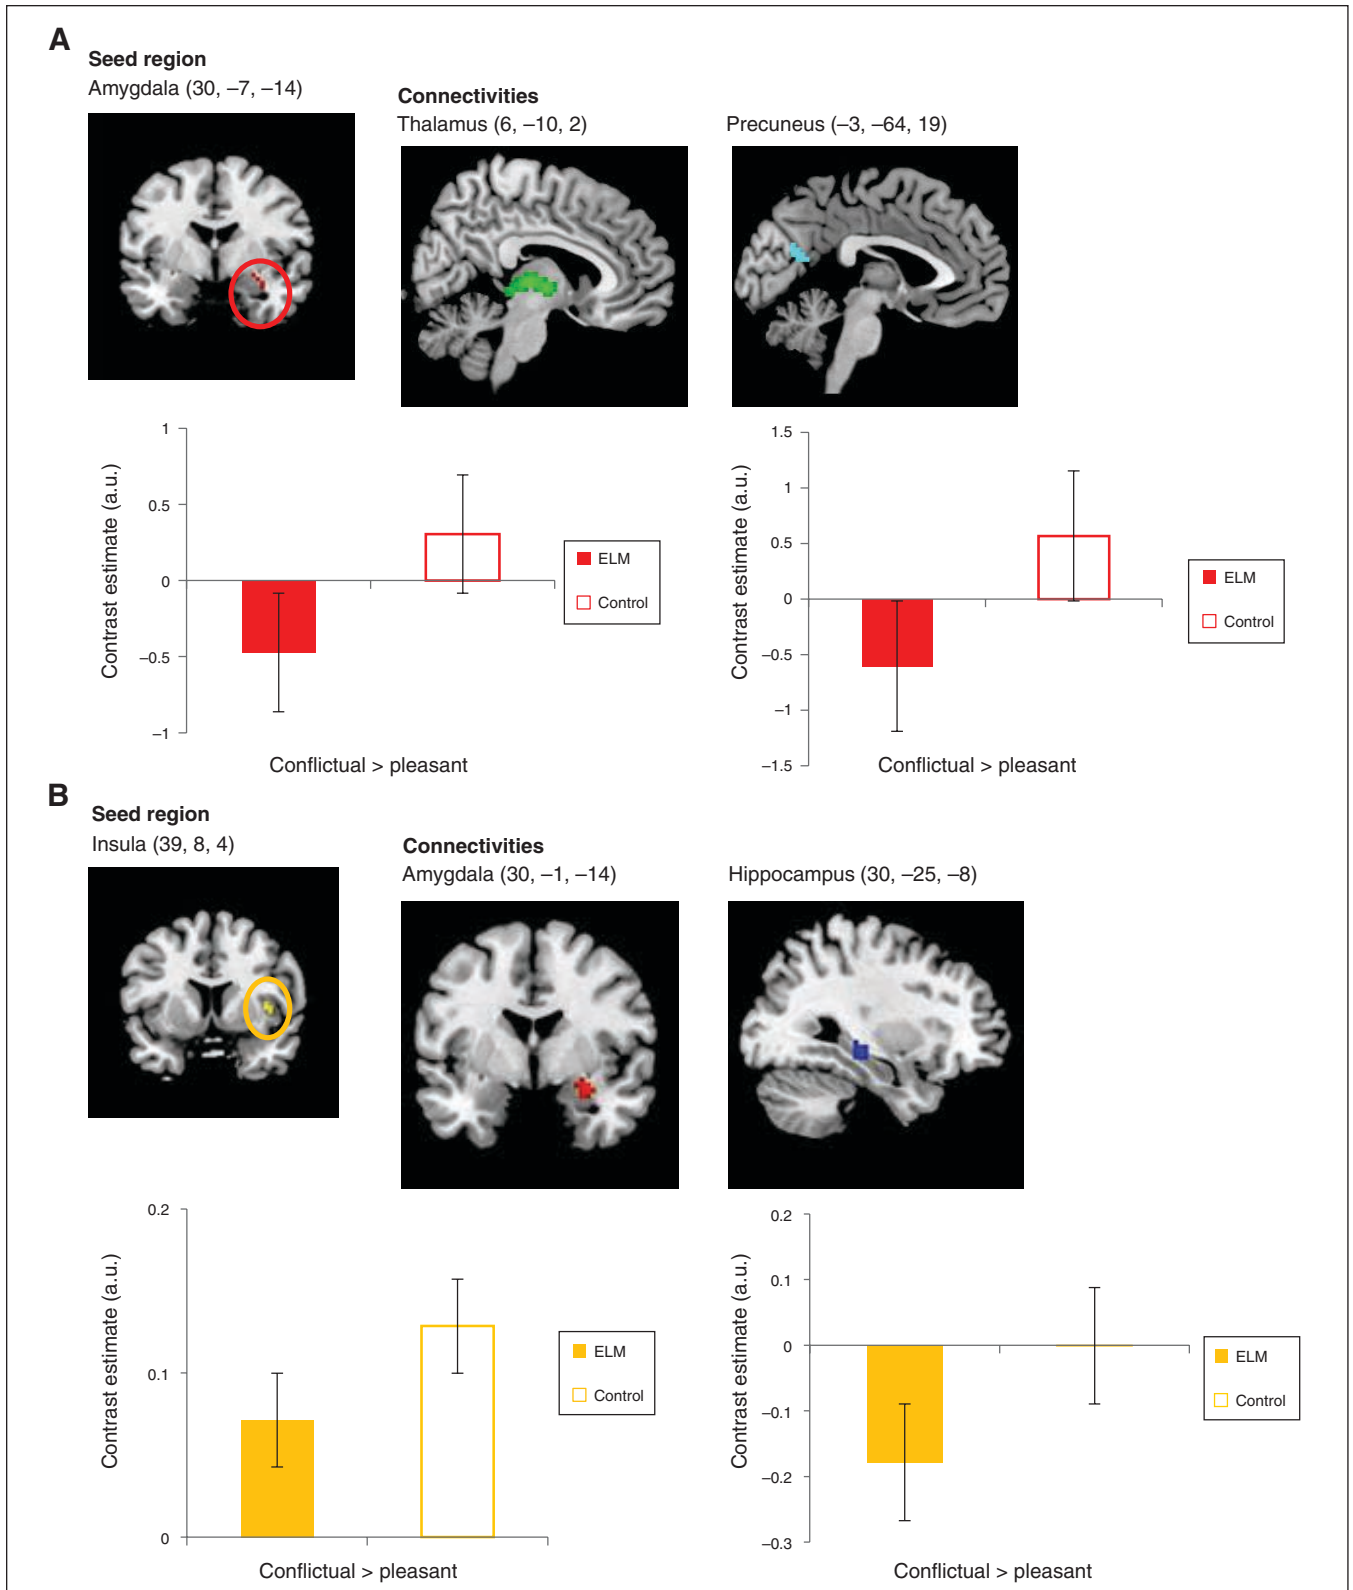 A
Seed region
Amygdala (30, –7, –14)
Connectivities
Thalamus (6, –10, 2)
Precuneus (–3, –64, 19)
Contrast estimate (a.u.)
1
0.5
0
–0.5
–1
ELM
Control
Conflictual > pleasant
Contrast estimate (a.u.)
1.5
1
0.5
0
–0.5
–1
–1.5
ELM
Control
Conflictual > pleasant
B
Seed region
Insula (39, 8, 4)
Connectivities
Amygdala (30, –1, –14)
Hippocampus (30, –25, –8)
Contrast estimate (a.u.)
0.2
0.1
0
ELM
Control
Conflictual > pleasant
Contrast estimate (a.u.)
0.2
0.1
0
–0.1
–0.2
–0.3
ELM
Control
Conflictual > pleasant